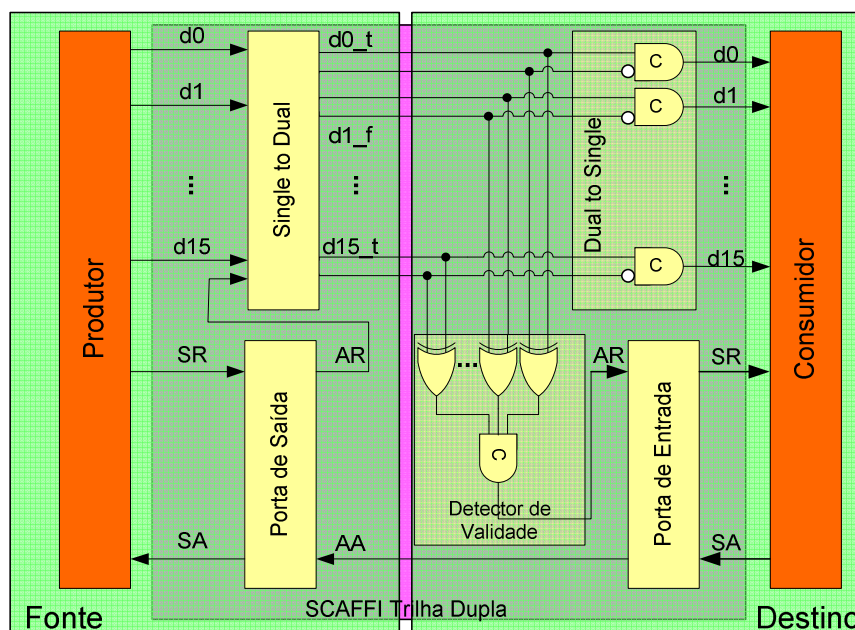 Produtor
d0
d1
...
d15
SR
SA
Single to Dual
d0_t
d1_f
...
d15_t
Porta de Saída
AR
AA
C
C
C
Dual to Single
d0
d1
...
d15
...
C
Detector de
Validade
AR
Porta de Entrada
SR
SA
Consumidor
Fonte
SCAFFI Trilha Dupla
Destino